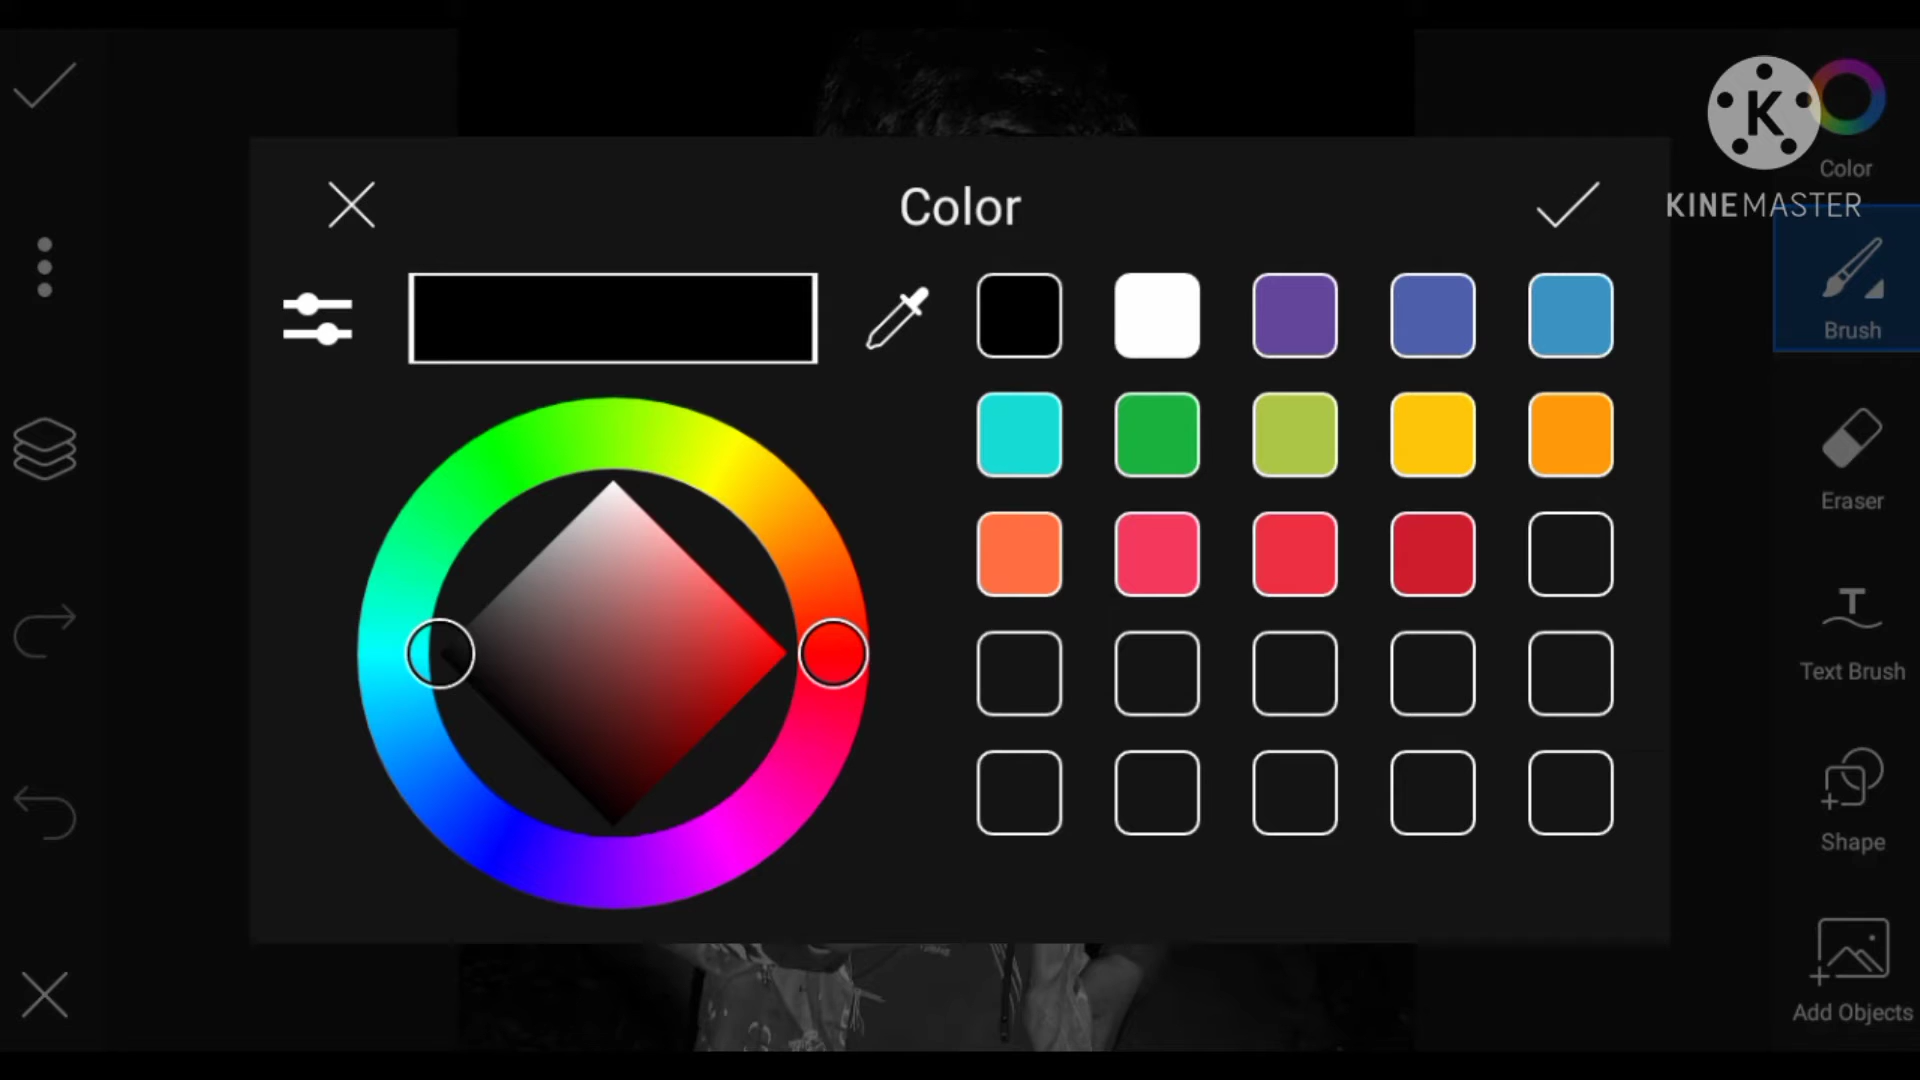 Color
K
KINEMASTER
Color
Brush
Eraser
Text Brush
Shape
Add Objects